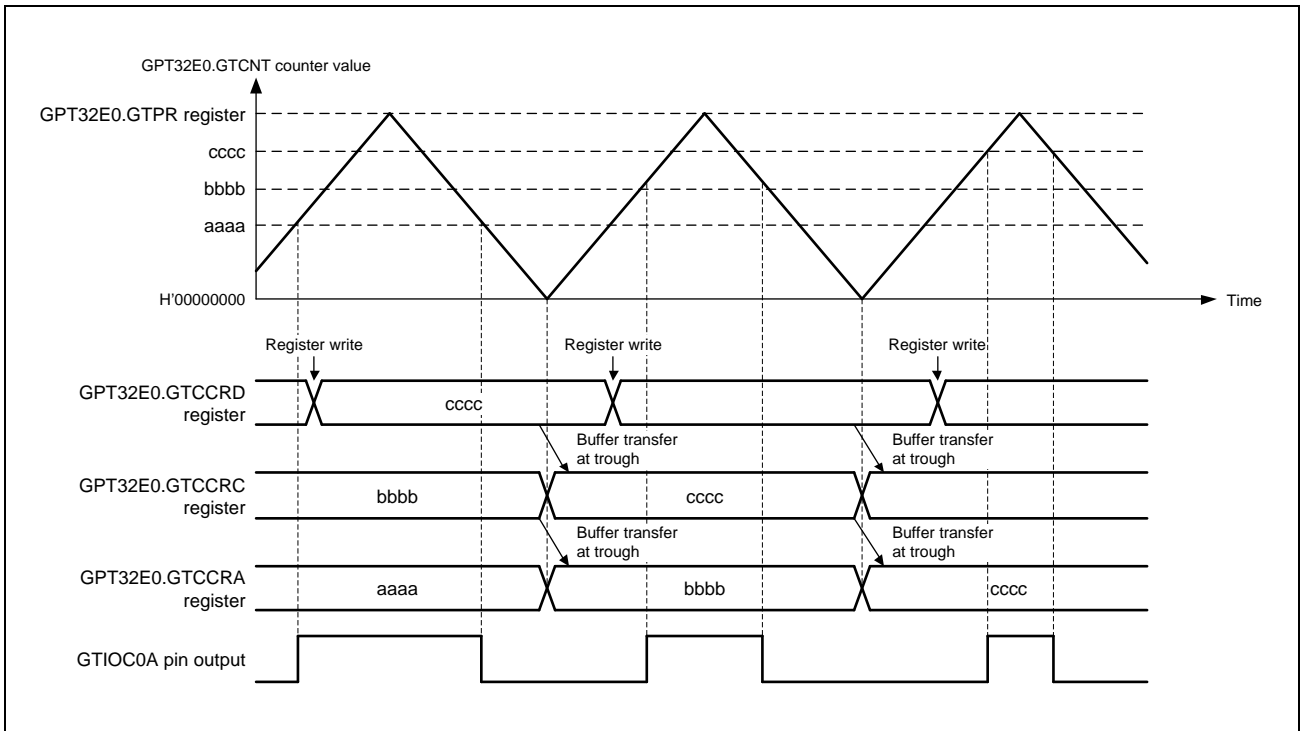 GPT32E0.GTCNT counter value
GPT32E0.GTPR register
cccc
bbbb
aaaa
H'00000000
Time
Register write
Register write
Register write
GPT32E0.GTCCRD
register
cccc
Buffer transfer
at trough
Buffer transfer
at trough
GPT32E0.GTCCRC
register
bbbb
cccc
Buffer transfer
at trough
Buffer transfer
at trough
GPT32E0.GTCCRA
register
aaaa
bbbb
cccc
GTIOC0A pin output